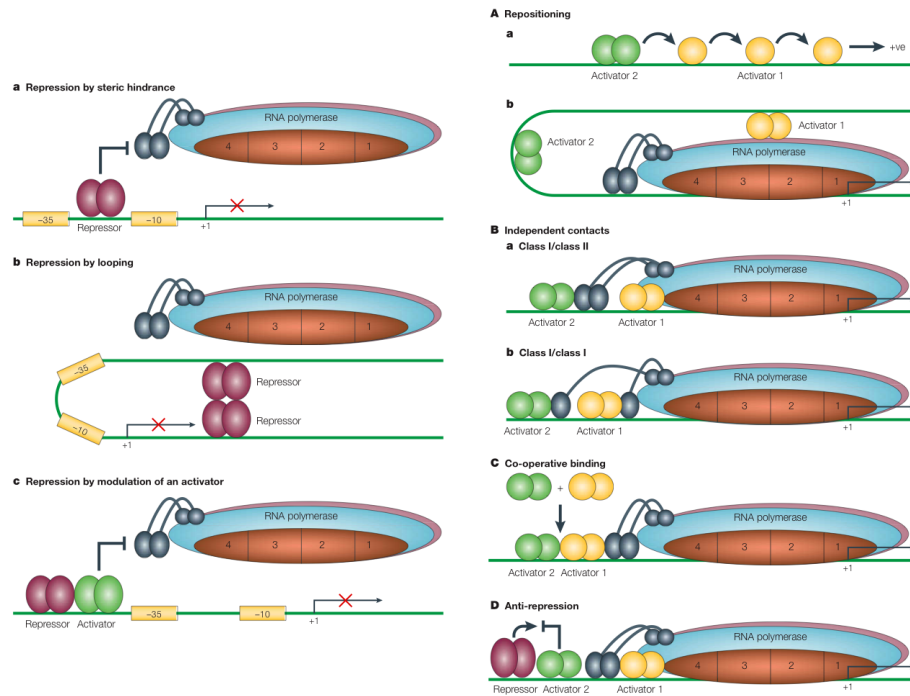 a Repression by steric hindrance
RNA polymerase
4 3 2 1
–35
Repressor
–10
+1
b Repression by looping
RNA polymerase
4 3 2 1
–35
Repressor
Repressor
–10
+1
c Repression by modulation of an activator
RNA polymerase
4 3 2 1
Repressor Activator
–35
–10
+1
A Repositioning
a
+ve
Activator 2
Activator 1
b
Activator 2
Activator 1
RNA polymerase
4 3 2 1
+1
B Independent contacts
a Class I/class II
RNA polymerase
4 3 2 1
Activator 2 Activator 1
+1
b Class I/class I
RNA polymerase
4 3 2 1
Activator 2 Activator 1
+1
C Co-operative binding
+
RNA polymerase
4 3 2 1
Activator 2 Activator 1
+1
D Anti-repression
RNA polymerase
4 3 2 1
Repressor Activator 2 Activator 1
+1